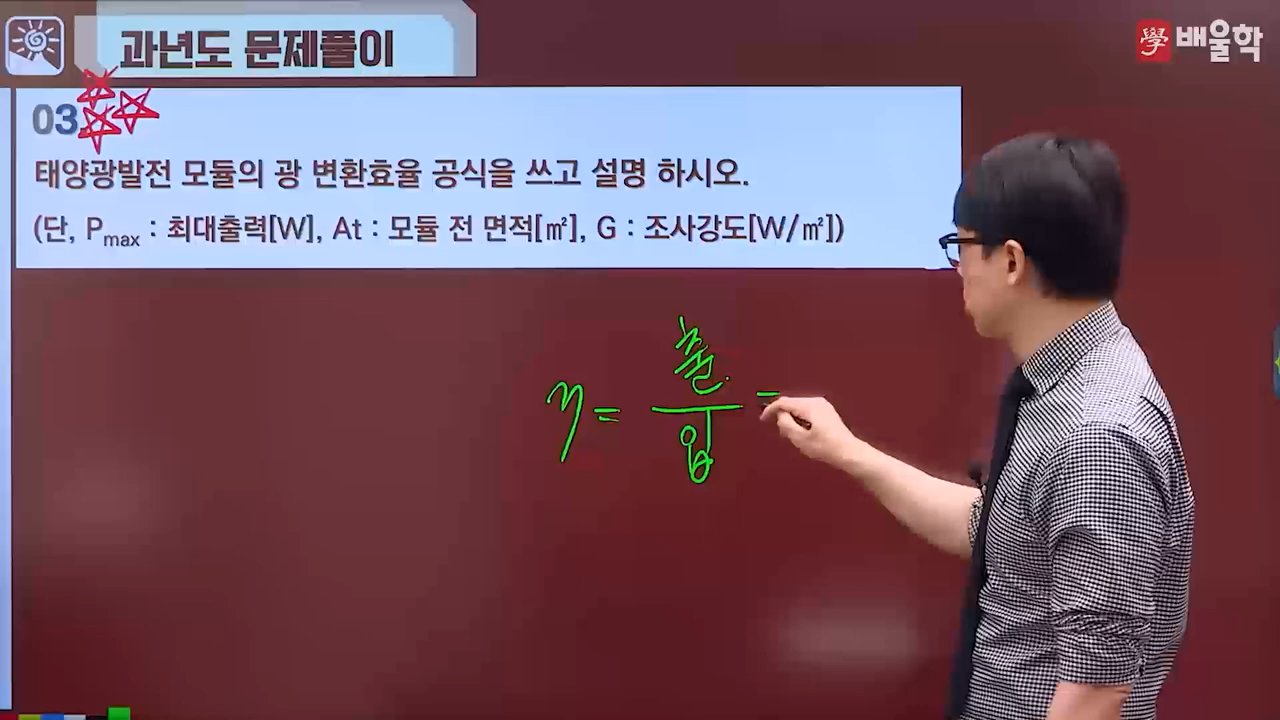 과년도 문제풀이
學 배울학
03.
태양광발전 모듈의 광 변환효율 공식을 쓰고 설명 하시오.
(단, Pmax : 최대출력[W], At : 모듈 전 면적[㎡], G : 조사강도[W/㎡])
η = 출/입 =